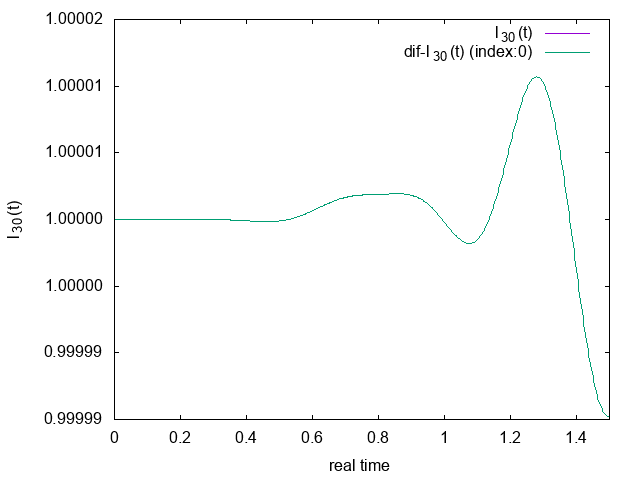 1.00002
1.00001
1.00001
1.00000
1.00000
0.99999
0.99999
I30(t)
I30(t)
dif-I30(t) (index:0)
0 0.2 0.4 0.6 0.8 1 1.2 1.4
real time